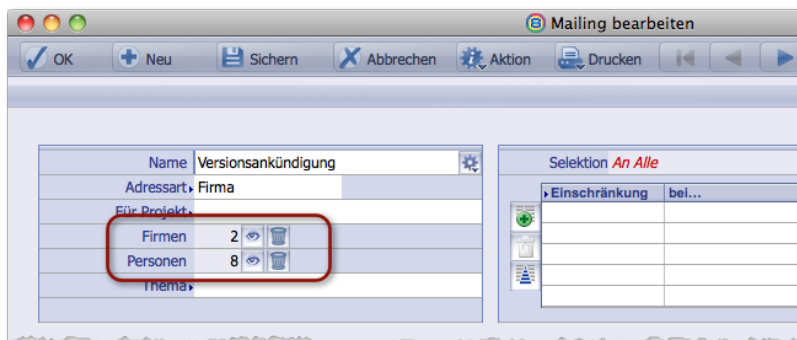 Mailing bearbeiten
OK Neu Sichern Abbrechen Aktion Drucken
Name Versionsankündigung
Adressart Firma
Für Projekt
Firmen 2
Personen 8
Thema
Selektion An Alle
Einschränkung bei...